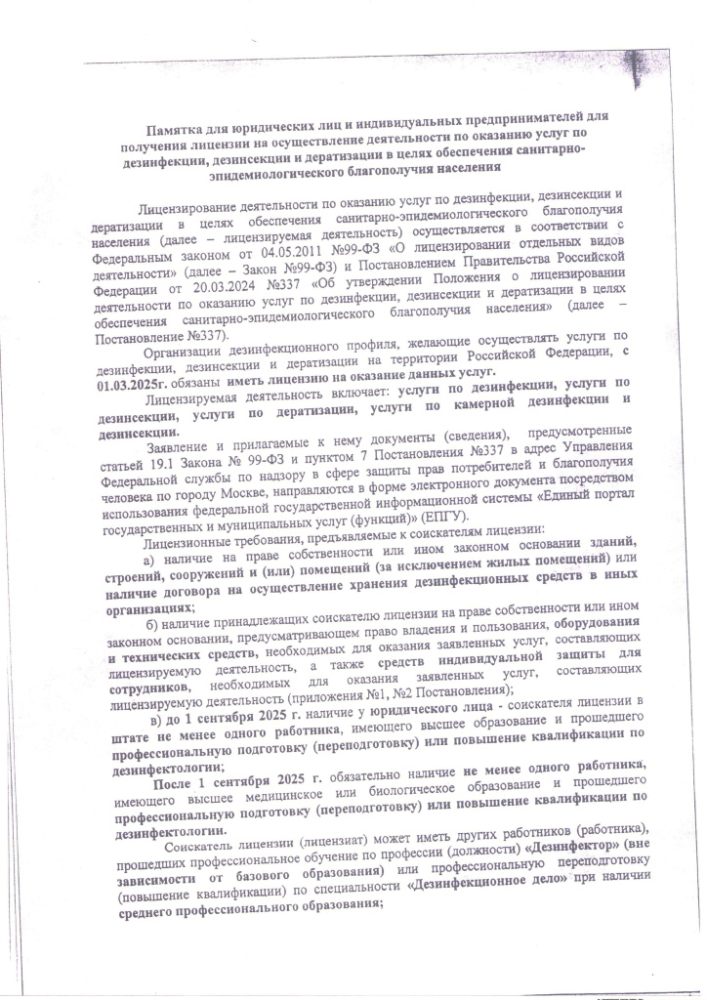 Памятка для юридических лиц и индивидуальных предпринимателей для
получения лицензии на осуществление деятельности по оказанию услуг по
дезинфекции, дезинсекции и дератизации в целях обеспечения санитарно-
эпидемиологического благополучия населения
Лицензирование деятельности по оказанию услуг по дезинфекции, дезинсекции и
дератизации в целях обеспечения санитарно-эпидемиологического благополучия
населения (далее – лицензируемая деятельность) осуществляется в соответствии с
Федеральным законом от 04.05.2011 №99-ФЗ «О лицензировании отдельных видов
деятельности» (далее – Закон №99-ФЗ) и Постановлением Правительства Российской
Федерации от 20.03.2024 №337 «Об утверждении Положения о лицензировании
деятельности по оказанию услуг по дезинфекции, дезинсекции и дератизации в целях
обеспечения санитарно-эпидемиологического благополучия населения» (далее –
Постановление №337).
Организации дезинфекционного профиля, желающие осуществлять услуги по
дезинфекции, дезинсекции и дератизации на территории Российской Федерации, с
01.03.2025г. обязаны иметь лицензию на оказание данных услуг.
Лицензируемая деятельность включает: услуги по дезинфекции, услуги по
дезинсекции, услуги по дератизации, услуги по камерной дезинфекции и
дезинсекции.
Заявление и прилагаемые к нему документы (сведения), предусмотренные
статьей 19.1 Закона № 99-ФЗ и пунктом 7 Постановления №337 в адрес Управления
Федеральной службы по надзору в сфере защиты прав потребителей и благополучия
человека по городу Москве, направляются в форме электронного документа посредством
использования федеральной государственной информационной системы «Единый портал
государственных и муниципальных услуг (функций)» (ЕПГУ).
Лицензионные требования, предъявляемые к соискателям лицензии:
а) наличие на праве собственности или ином законном основании зданий,
строений, сооружений и (или) помещений (за исключением жилых помещений) или
наличие договора на осуществление хранения дезинфекционных средств в иных
организациях;
б) наличие принадлежащих соискателю лицензии на праве собственности или ином
законном основании, предусматривающем право владения и пользования, оборудования
и технических средств, необходимых для оказания заявленных услуг, составляющих
лицензируемую деятельность, а также средств индивидуальной защиты для
сотрудников, необходимых для оказания заявленных услуг, составляющих
лицензируемую деятельность (приложения №1, №2 Постановления);
в) до 1 сентября 2025 г. наличие у юридического лица - соискателя лицензии в
штате не менее одного работника, имеющего высшее образование и прошедшего
профессиональную подготовку (переподготовку) или повышение квалификации по
дезинфектологии;
После 1 сентября 2025 г. обязательно наличие не менее одного работника,
имеющего высшее медицинское или биологическое образование и прошедшего
профессиональную подготовку (переподготовку) или повышение квалификации по
дезинфектологии.
Соискатель лицензии (лицензиат) может иметь других работников (работника),
прошедших профессиональное обучение по профессии (должности) «Дезинфектор» (вне
зависимости от базового образования) или профессиональную переподготовку
(повышение квалификации) по специальности «Дезинфекционное дело» при наличии
среднего профессионального образования;